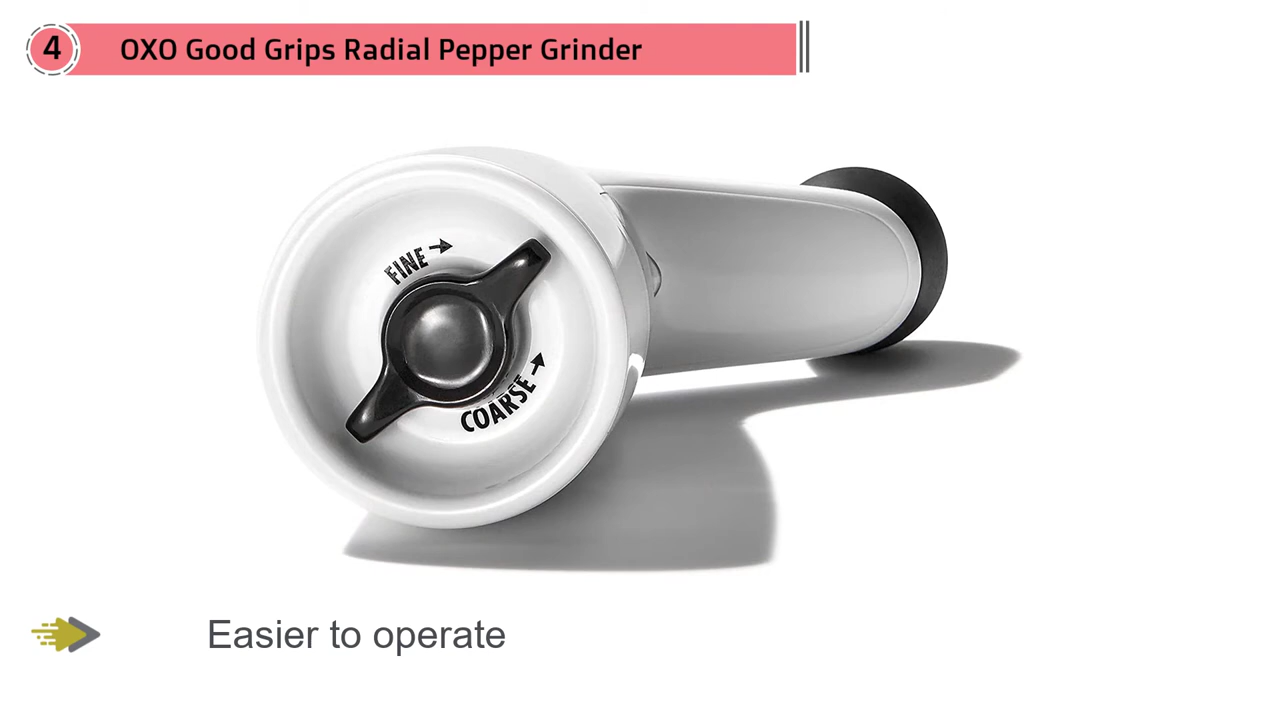 4
OXO Good Grips Radial Pepper Grinder
FINE
COARSE
Easier to operate